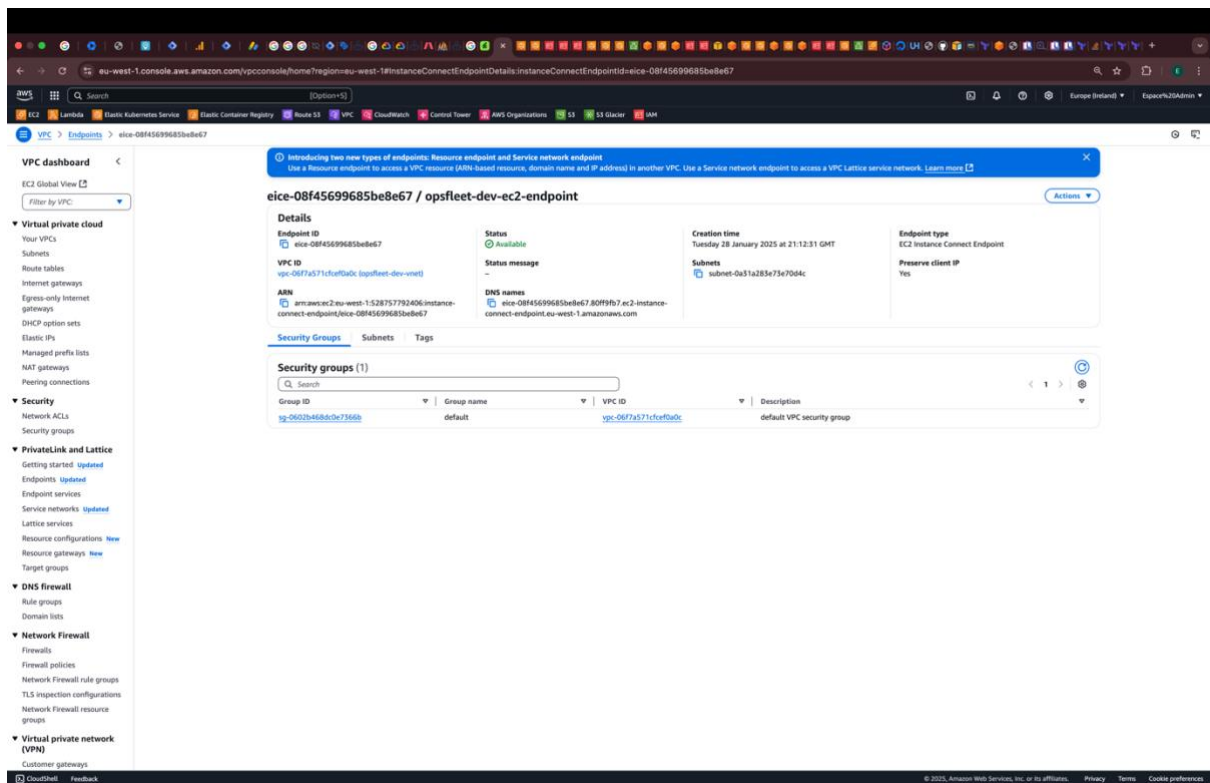 eu-west-1.console.aws.amazon.com/vpcconsole/home?region=eu-west-1#InstanceConnectEndpointDetails:instanceConnectEndpointId=eice-08f45699685be8e67
aws Search [Option+S] Europe (Ireland) Espace%20Admin
EC2 Lambda Elastic Kubernetes Service Elastic Container Registry Route 53 VPC CloudWatch Control Tower AWS Organizations S3 S3 Glacier IAM
VPC > Endpoints > eice-08f45699685be8e67
VPC dashboard
EC2 Global View
Filter by VPC:
Virtual private cloud
Your VPCs
Subnets
Route tables
Internet gateways
Egress-only Internet
gateways
DHCP option sets
Elastic IPs
Managed prefix lists
NAT gateways
Peering connections
Security
Network ACLs
Security groups
PrivateLink and Lattice
Getting started Updated
Endpoints Updated
Endpoint services
Service networks Updated
Lattice services
Resource configurations New
Resource gateways New
Target groups
DNS firewall
Rule groups
Domain lists
Network Firewall
Firewalls
Firewall policies
Network Firewall rule groups
TLS inspection configurations
Network Firewall resource
groups
Virtual private network
(VPN)
Customer gateways
Introducing two new types of endpoints: Resource endpoint and Service network endpoint
Use a Resource endpoint to access a VPC resource (ARN-based resource, domain name and IP address) in another VPC. Use a Service network endpoint to access a VPC Lattice service network. Learn more
eice-08f45699685be8e67 / opsfleet-dev-ec2-endpoint
Actions
Details
Endpoint ID
eice-08f45699685be8e67
Status
Available
Creation time
Tuesday 28 January 2025 at 21:12:31 GMT
Endpoint type
EC2 Instance Connect Endpoint
VPC ID
vpc-06f7a571cfcef0a0c (opsfleet-dev-vnet)
Status message
–
Subnets
subnet-0a31a283e73e70d4c
Preserve client IP
Yes
ARN
arn:aws:ec2:eu-west-1:528757792406:instance-
connect-endpoint/eice-08f45699685be8e67
DNS names
eice-08f45699685be8e67.80ff9fb7.ec2-instance-
connect-endpoint.eu-west-1.amazonaws.com
Security Groups Subnets Tags
Security groups (1)
Search
1
Group ID Group name VPC ID Description
sg-0602b468dc0e7366b default vpc-06f7a571cfcef0a0c default VPC security group
CloudShell Feedback © 2025, Amazon Web Services, Inc. or its affiliates. Privacy Terms Cookie preferences